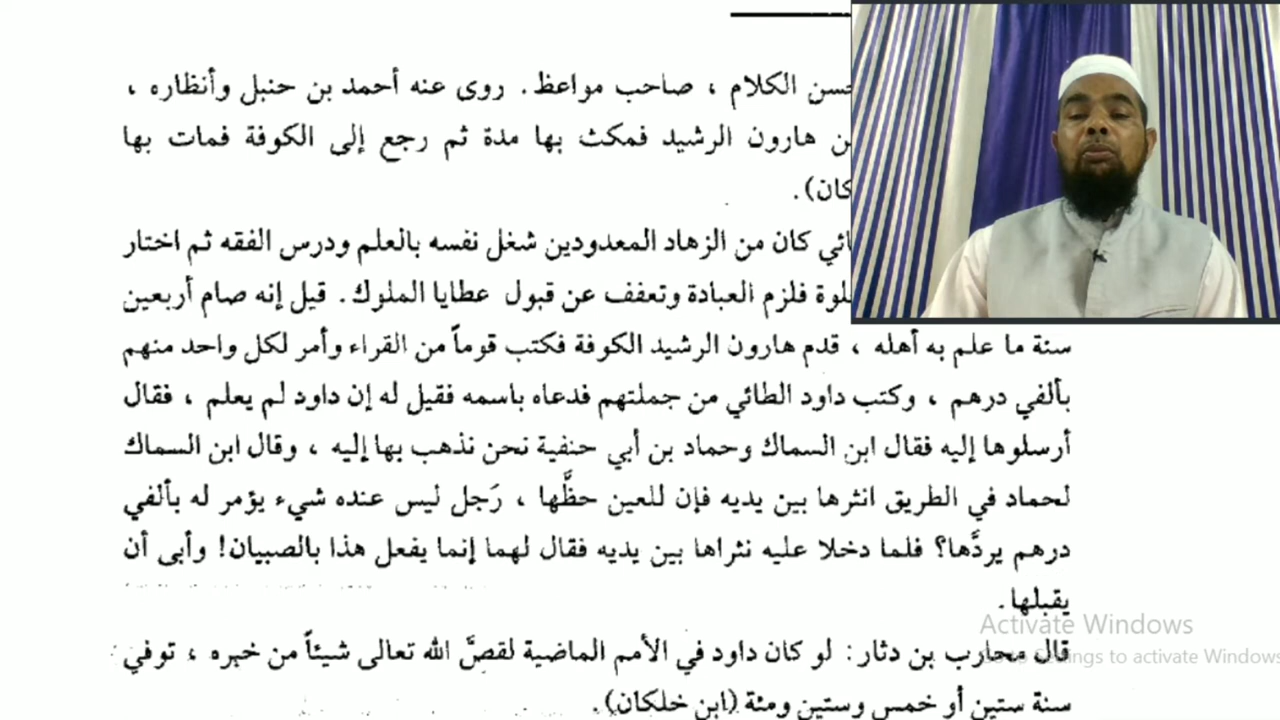 حسن الكلام ، صاحب مواعظ. روى عنه أحمد بن حنبل وأنظاره ،
هارون الرشيد فمكث بها مدة ثم رجع إلى الكوفة فمات بها
كان).
كان من الزهاد المعدودين شغل نفسه بالعلم ودرس الفقه ثم اختار
فلزم العبادة وتعفف عن قبول عطايا الملوك. قيل إنه صام أربعين
سنة ما علم به أهله ، قدم هارون الرشيد الكوفة فكتب قوماً من القراء وأمر لكل واحد منهم
بألفي درهم ، وكتب داود الطائي من جملتهم فدعاه باسمه فقيل له إن داود لم يعلم ، فقال
أرسلوها إليه فقال ابن السماك وحماد بن أبي حنفية نحن نذهب بها إليه ، وقال ابن السماك
لحماد في الطريق انثرها بين يديه فإن للعين حظَّها ، رَجل ليس عنده شيء يؤمر له بألفي
درهم يردَّها؟ فلما دخلا عليه نثراها بين يديه فقال لهما إنما يفعل هذا بالصبيان! وأبى أن
يقبلها.
Activate Windows
قال محارب بن دثار: لو كان داود في الأمم الماضية لقصَّ الله تعالى شيئاً من خبره ، توفي
Go to Settings to activate Windows
سنة ستين أو خمس وستين ومئة (ابن خلكان).